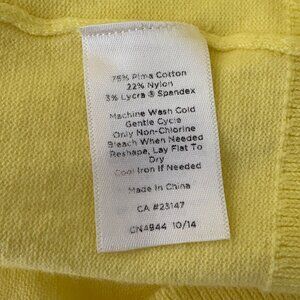 75% Pima Cotton
22% Nylon
3% Lycra ® Spandex
Machine Wash Cold
Gentle Cycle
Only Non-Chlorine
Bleach When Needed
Reshape, Lay Flat To
Dry
Cool Iron If Needed
Made In China
CA #23147
CN4944 10/14